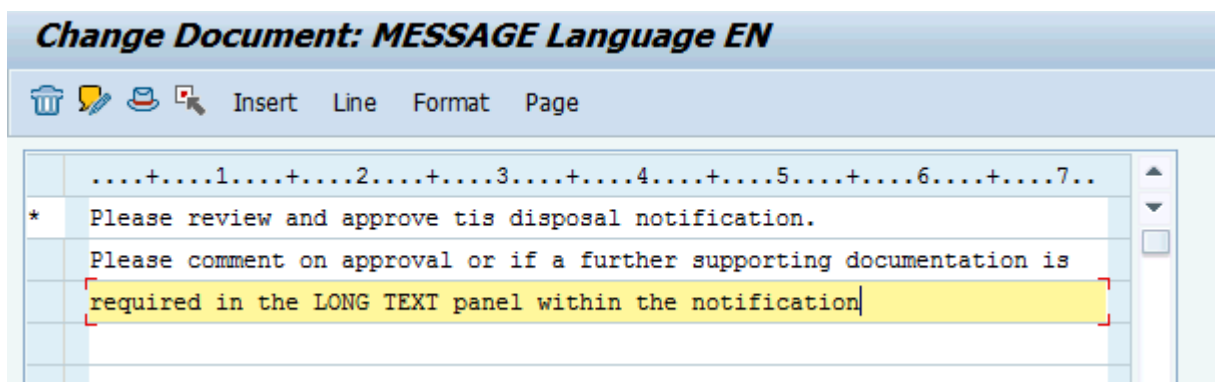 Change Document: MESSAGE Language EN
Insert Line Format Page
....+....1....+....2....+....3....+....4....+....5....+....6....+....7..
* Please review and approve tis disposal notification.
Please comment on approval or if a further supporting documentation is
required in the LONG TEXT panel within the notification